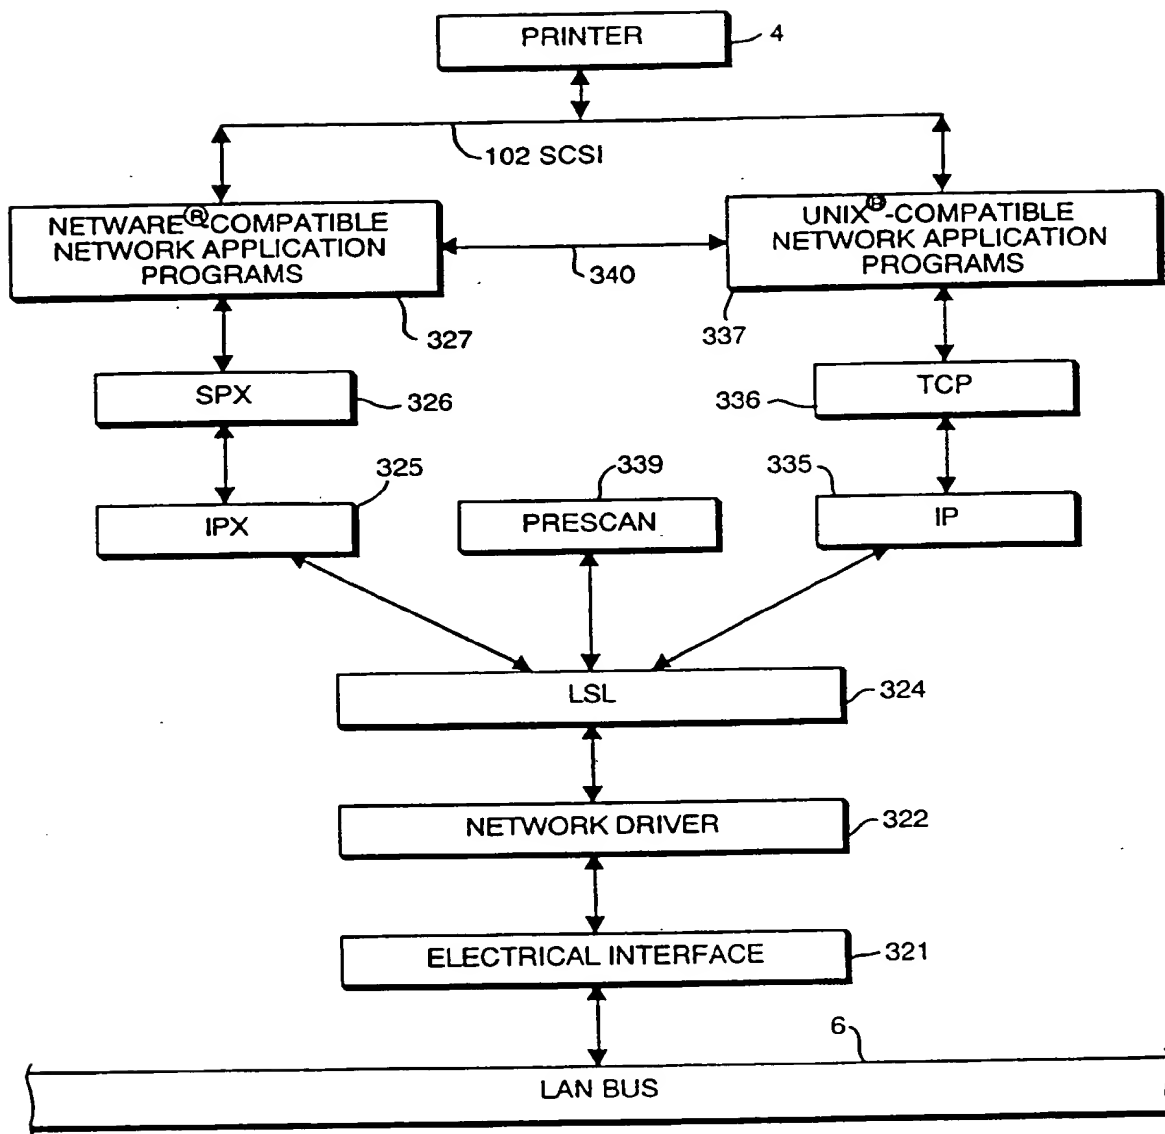 PRINTER
4
102 SCSI
NETWARE®-COMPATIBLE
NETWORK APPLICATION
PROGRAMS
UNIX®-COMPATIBLE
NETWORK APPLICATION
PROGRAMS
340
327
337
SPX
326
TCP
336
325
339
335
IPX
PRESCAN
IP
LSL
324
NETWORK DRIVER
322
ELECTRICAL INTERFACE
321
6
LAN BUS